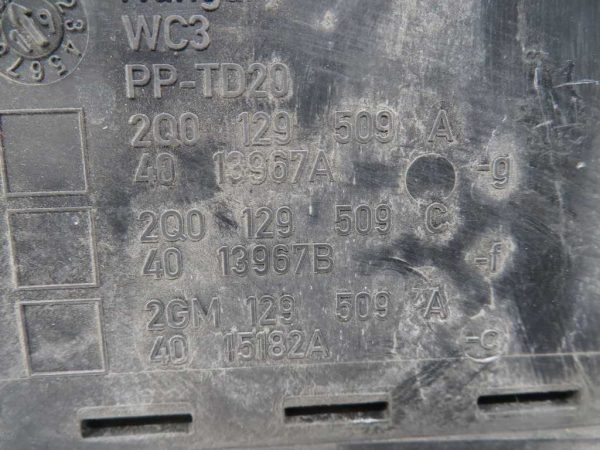 WC3
PP-TD20
2Q0 129 509 A
40 13967A -g
2Q0 129 509 C
40 13967B -f
2GM 129 509 A
40 15182A